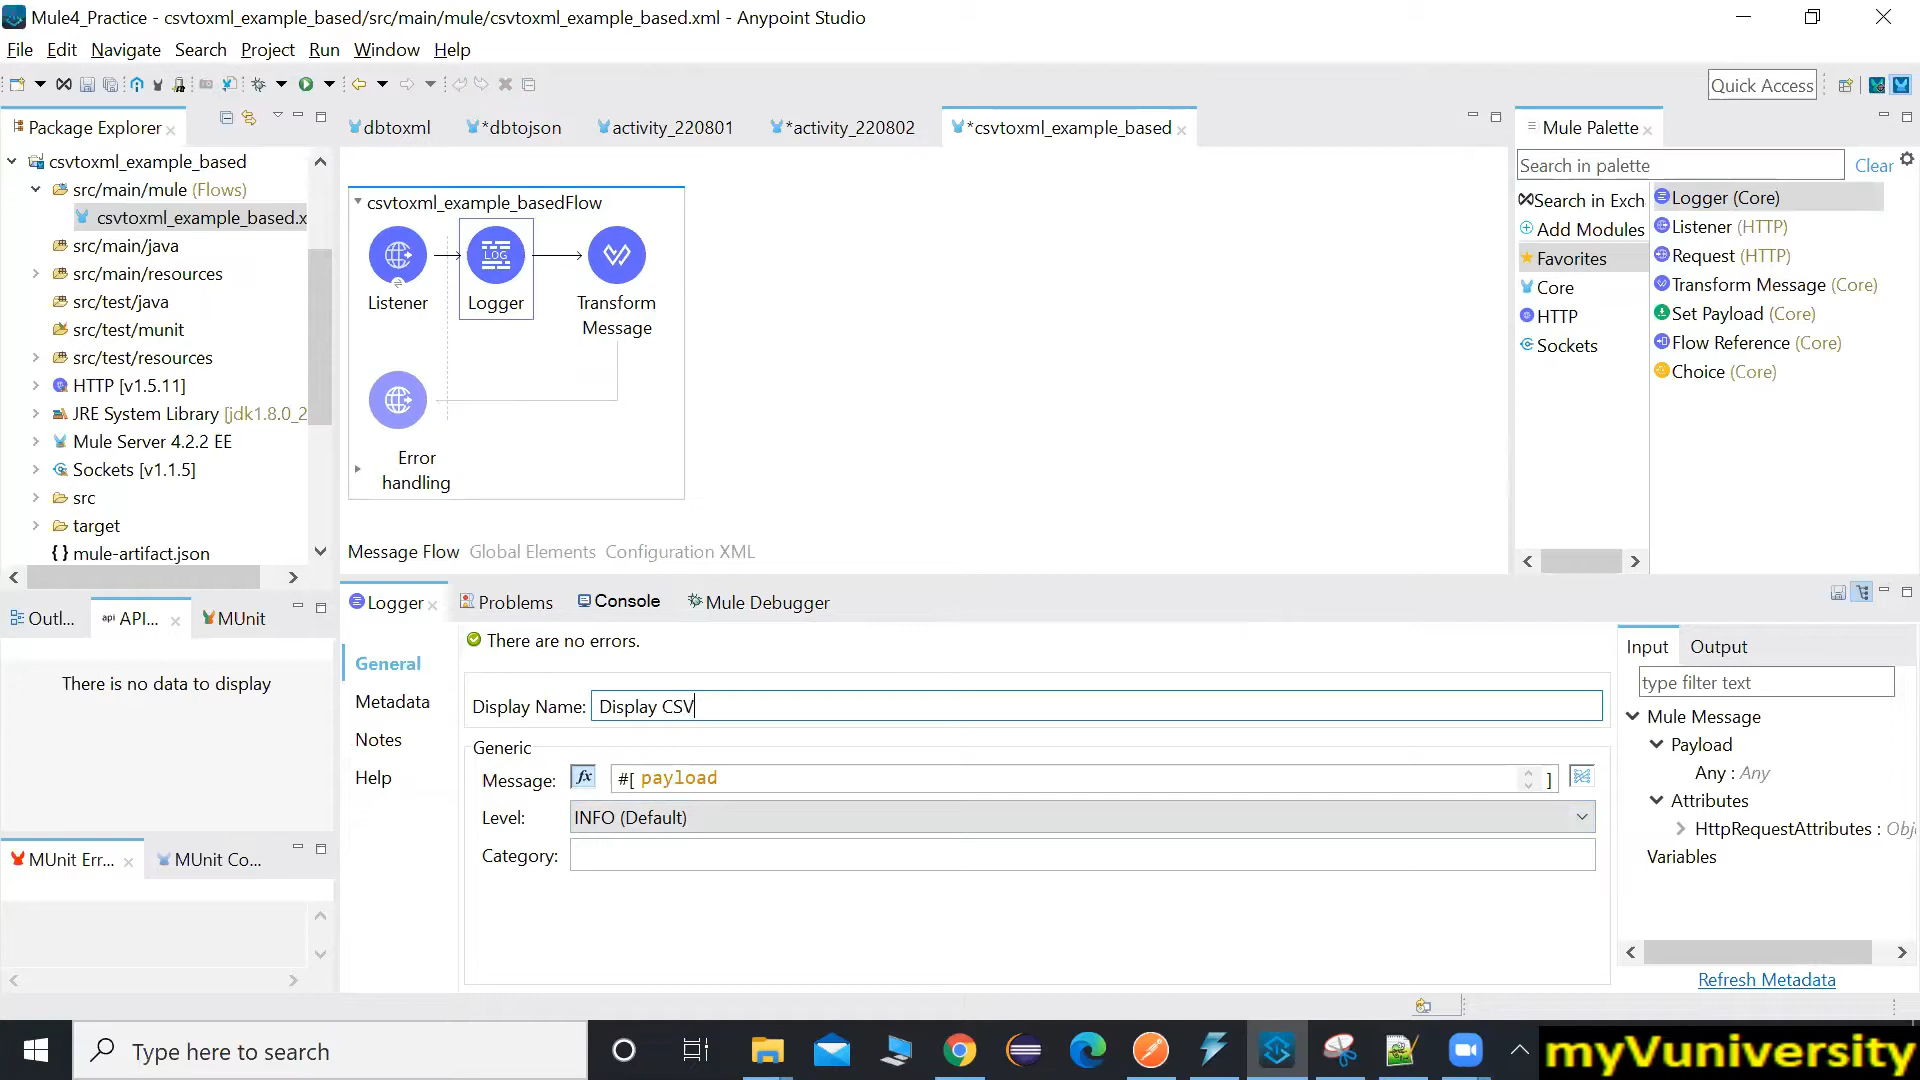 Mule4_Practice - csvtoxml_example_based/src/main/mule/csvtoxml_example_based.xml - Anypoint Studio
File Edit Navigate Search Project Run Window Help
Quick Access
Package Explorer
dbtoxml
*dbtojson
activity_220801
*activity_220802
*csvtoxml_example_based
Mule Palette
csvtoxml_example_based
src/main/mule (Flows)
csvtoxml_example_based.x
src/main/java
src/main/resources
src/test/java
src/test/munit
src/test/resources
HTTP [v1.5.11]
JRE System Library [jdk1.8.0_2
Mule Server 4.2.2 EE
Sockets [v1.1.5]
src
target
mule-artifact.json
csvtoxml_example_basedFlow
LOG
Listener
Logger
Transform
Message
Error
handling
Message Flow Global Elements Configuration XML
Search in palette
Clear
Search in Exch
Add Modules
Favorites
Core
HTTP
Sockets
Logger (Core)
Listener (HTTP)
Request (HTTP)
Transform Message (Core)
Set Payload (Core)
Flow Reference (Core)
Choice (Core)
Outl...
api API...
MUnit
There is no data to display
MUnit Err...
MUnit Co...
Logger
Problems
Console
Mule Debugger
There are no errors.
General
Metadata
Notes
Help
Display Name: Display CSV
Generic
Message: fx #[ payload ]
Level: INFO (Default)
Category:
Input Output
type filter text
Mule Message
Payload
Any : Any
Attributes
HttpRequestAttributes : Obj
Variables
Refresh Metadata
Type here to search
myVuniversity